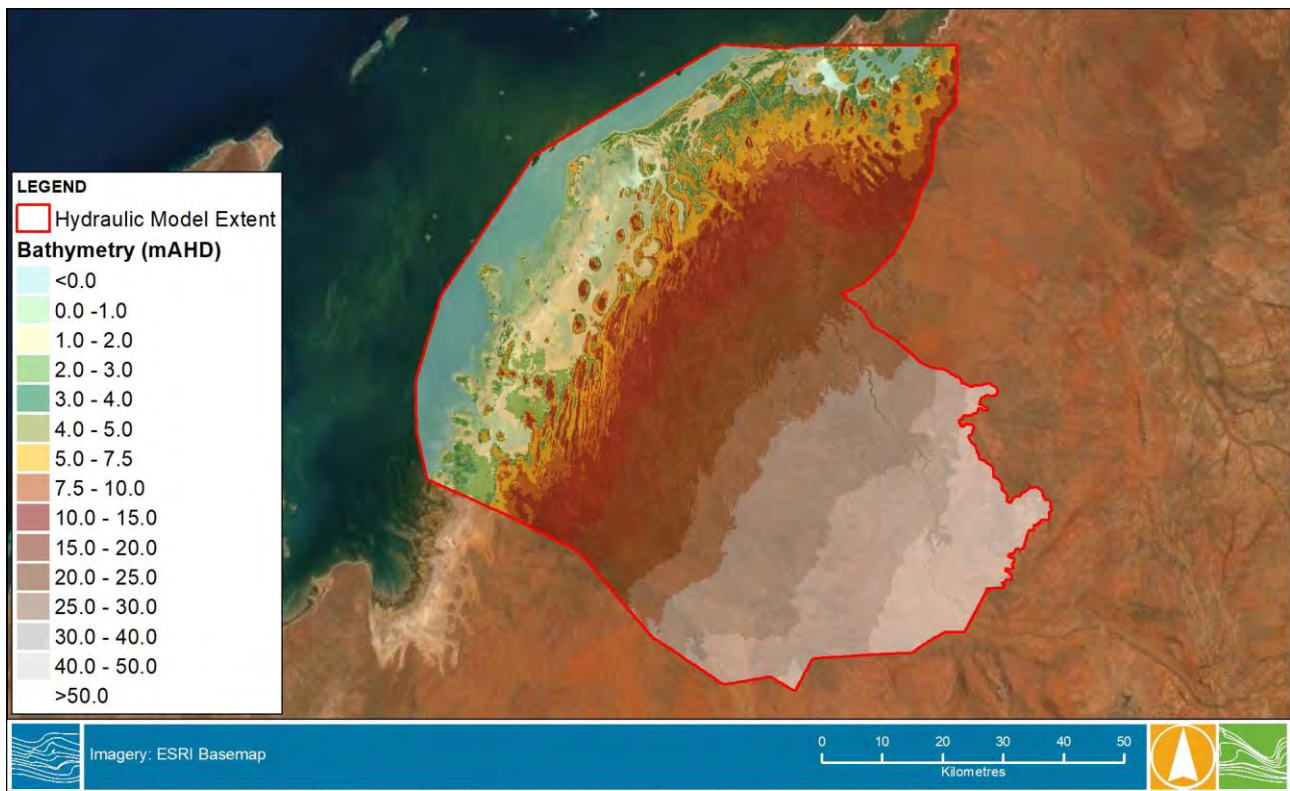 LEGEND
Hydraulic Model Extent
Bathymetry (mAHD)
<0.0
0.0 -1.0
1.0 - 2.0
2.0 - 3.0
3.0 - 4.0
4.0 - 5.0
5.0 - 7.5
7.5 - 10.0
10.0 - 15.0
15.0 - 20.0
20.0 - 25.0
25.0 - 30.0
30.0 - 40.0
40.0 - 50.0
>50.0
Imagery: ESRI Basemap
0 10 20 30 40 50
Kilometres